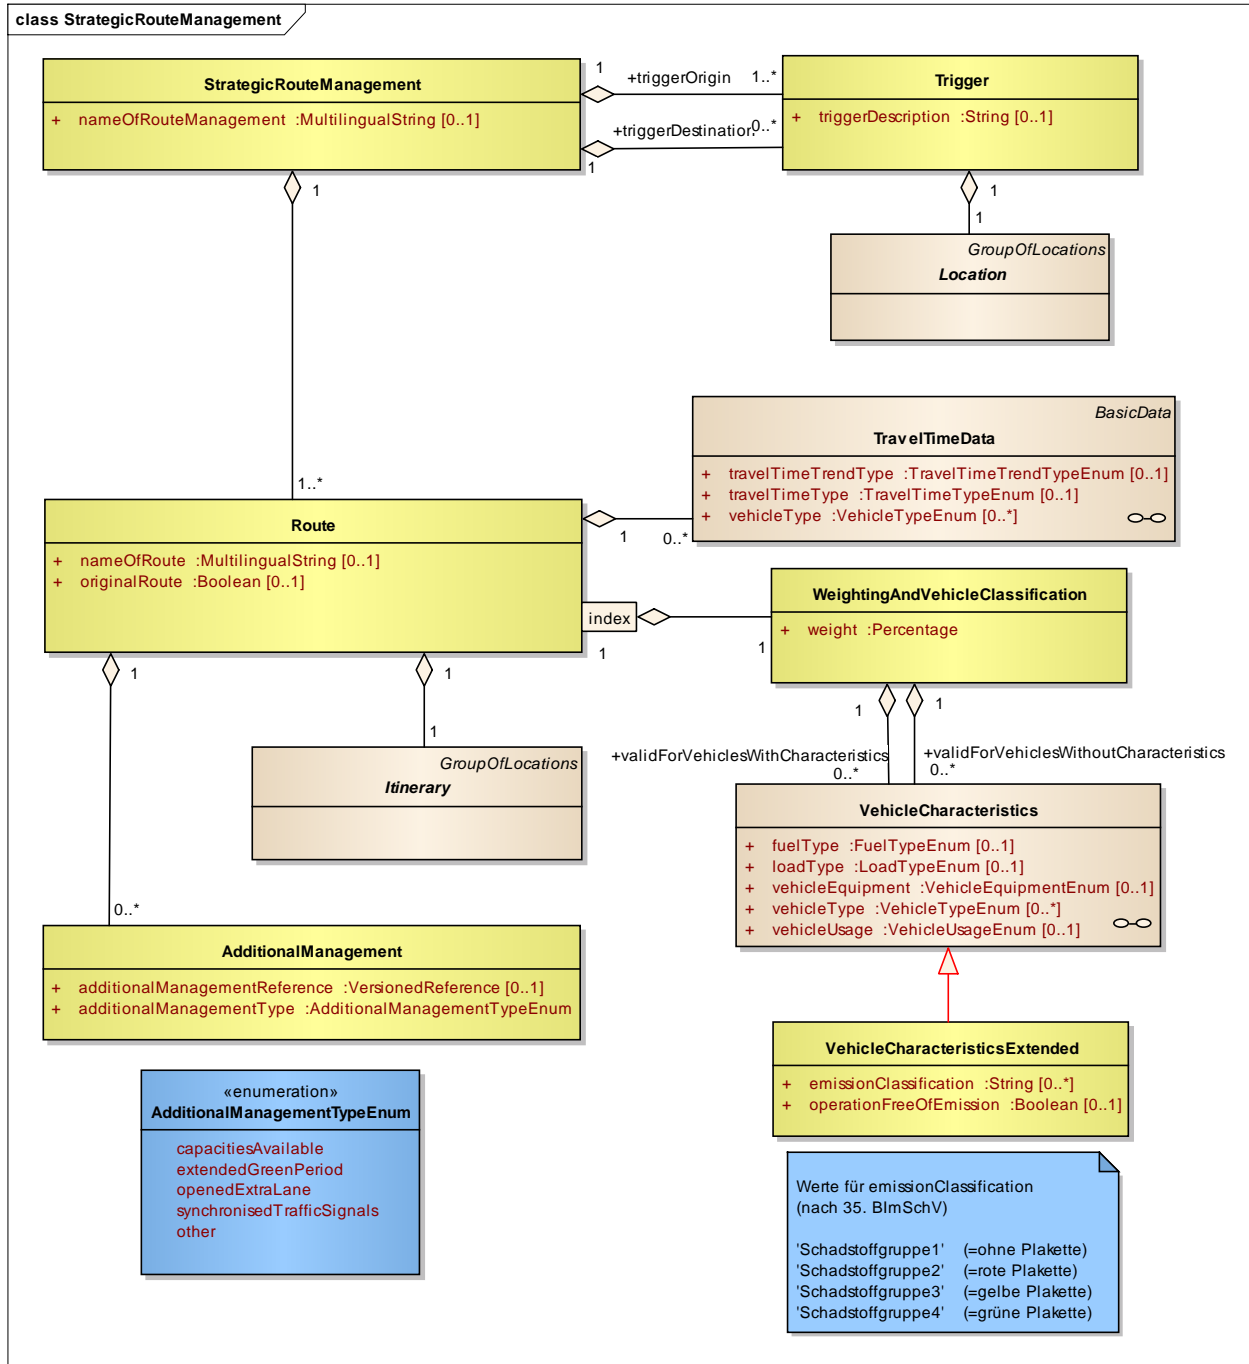 class StrategicRouteManagement
StrategicRouteManagement
+ nameOfRouteManagement :MultilingualString [0..1]
1
+triggerOrigin 1..*
+triggerDestination 0..*
1
Trigger
+ triggerDescription :String [0..1]
1
1
1
GroupOfLocations
Location
1..*
Route
+ nameOfRoute :MultilingualString [0..1]
+ originalRoute :Boolean [0..1]
1
0..*
BasicData
TravelTimeData
+ travelTimeTrendType :TravelTimeTrendTypeEnum [0..1]
+ travelTimeType :TravelTimeTypeEnum [0..1]
+ vehicleType :VehicleTypeEnum [0..*]
index
1
1
WeightingAndVehicleClassification
+ weight :Percentage
1
1
+validForVehiclesWithCharacteristics
0..*
+validForVehiclesWithoutCharacteristics
0..*
1
1
1
GroupOfLocations
Itinerary
VehicleCharacteristics
+ fuelType :FuelTypeEnum [0..1]
+ loadType :LoadTypeEnum [0..1]
+ vehicleEquipment :VehicleEquipmentEnum [0..1]
+ vehicleType :VehicleTypeEnum [0..*]
+ vehicleUsage :VehicleUsageEnum [0..1]
0..*
AdditionalManagement
+ additionalManagementReference :VersionedReference [0..1]
+ additionalManagementType :AdditionalManagementTypeEnum
VehicleCharacteristicsExtended
+ emissionClassification :String [0..*]
+ operationFreeOfEmission :Boolean [0..1]
«enumeration»
AdditionalManagementTypeEnum
capacitiesAvailable
extendedGreenPeriod
openedExtraLane
synchronisedTrafficSignals
other
Werte für emissionClassification
(nach 35. BImSchV)
'Schadstoffgruppe1' (=ohne Plakette)
'Schadstoffgruppe2' (=rote Plakette)
'Schadstoffgruppe3' (=gelbe Plakette)
'Schadstoffgruppe4' (=grüne Plakette)